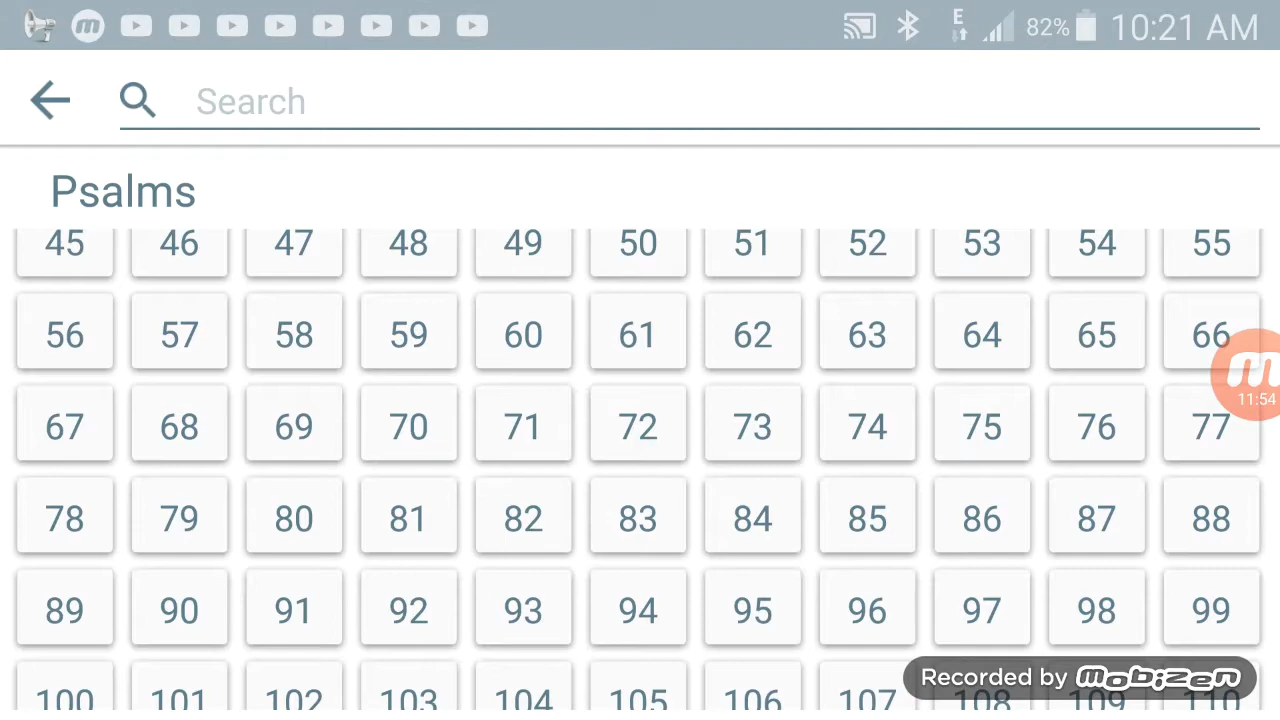 E 82% 10:21 AM
Search
Psalms
45 46 47 48 49 50 51 52 53 54 55
56 57 58 59 60 61 62 63 64 65 66
67 68 69 70 71 72 73 74 75 76 77
11:54
78 79 80 81 82 83 84 85 86 87 88
89 90 91 92 93 94 95 96 97 98 99
100 101 102 103 104 105 106 107 108 109 110
Recorded by mobizen